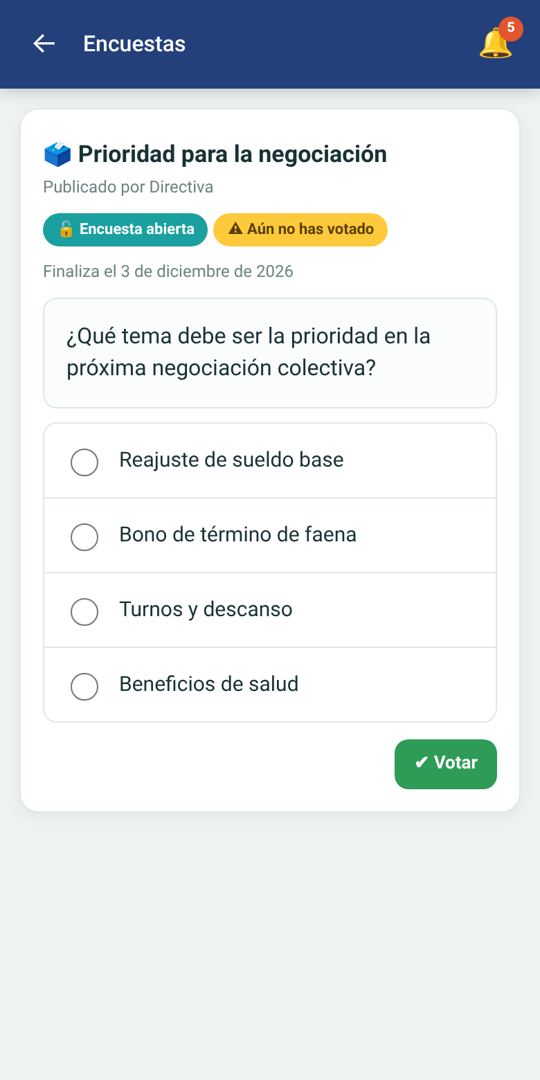 Encuestas
5
Prioridad para la negociación
Publicado por Directiva
Encuesta abierta
Aún no has votado
Finaliza el 3 de diciembre de 2026
¿Qué tema debe ser la prioridad en la
próxima negociación colectiva?
Reajuste de sueldo base
Bono de término de faena
Turnos y descanso
Beneficios de salud
✔ Votar